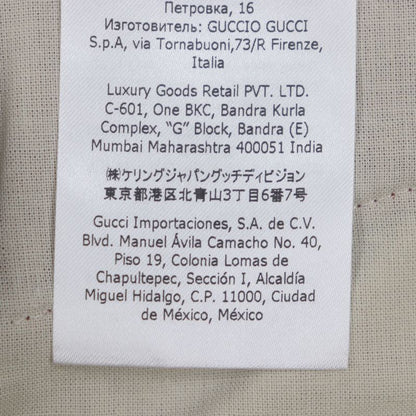 Петровка, 16
Изготовитель: GUCCIO GUCCI
S.p.A, via Tornabuoni,73/R Firenze,
Italia
Luxury Goods Retail PVT. LTD.
C-601, One BKC, Bandra Kurla
Complex, “G” Block, Bandra (E)
Mumbai Maharashtra 400051 India
㈱ケリングジャパングッチディビジョン
東京都港区北青山3丁目6番7号
Gucci Importaciones, S.A. de C.V.
Blvd. Manuel Ávila Camacho No. 40,
Piso 19, Colonia Lomas de
Chapultepec, Sección I, Alcaldía
Miguel Hidalgo, C.P. 11000, Ciudad
de México, México